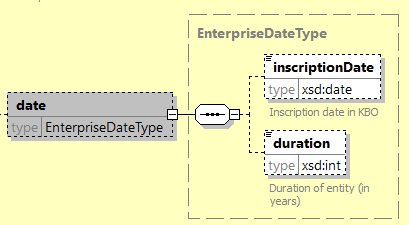 EnterpriseDateType
inscriptionDate
type xsd:date
Inscription date in KBO
date
type EnterpriseDateType
duration
type xsd:int
Duration of entity (in
years)